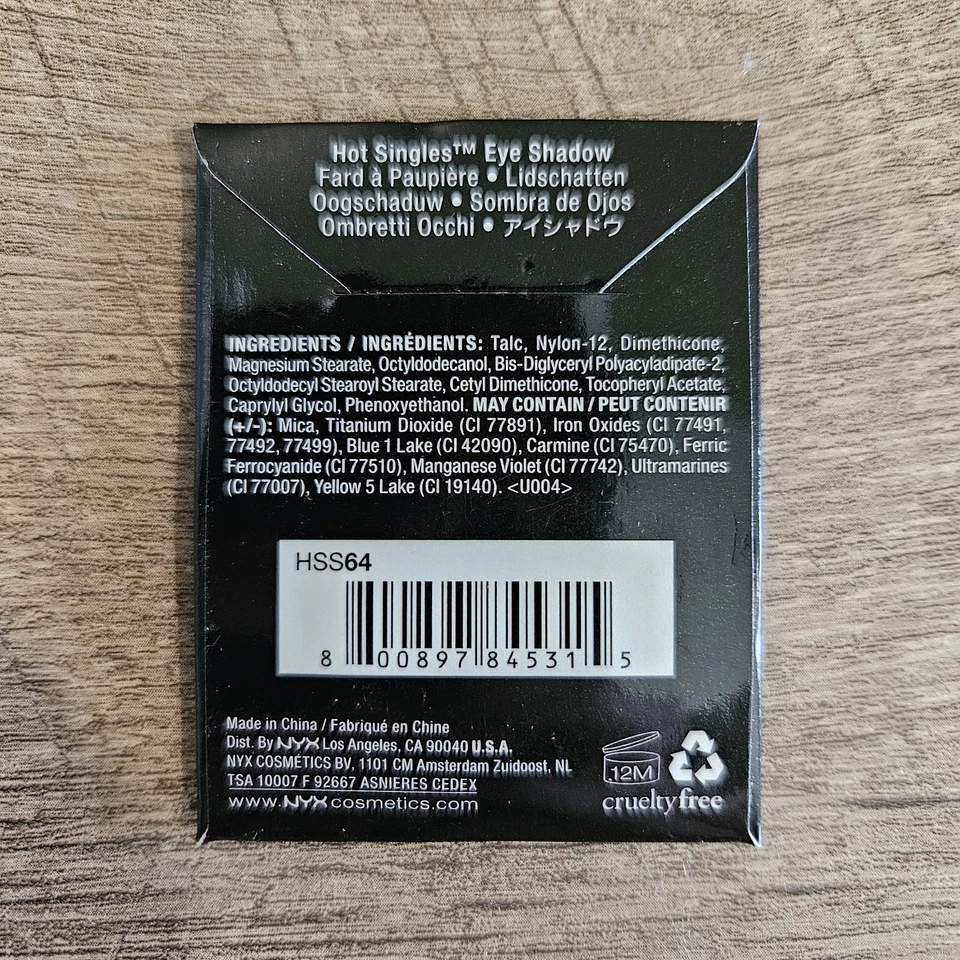 Hot Singles™ Eye Shadow
Fard à Paupière • Lidschatten
Oogschaduw • Sombra de Ojos
Ombretti Occhi • アイシャドウ
INGREDIENTS / INGRÉDIENTS: Talc, Nylon-12, Dimethicone,
Magnesium Stearate, Octyldodecanol, Bis-Diglyceryl Polyacyladipate-2,
Octyldodecyl Stearoyl Stearate, Cetyl Dimethicone, Tocopheryl Acetate,
Caprylyl Glycol, Phenoxyethanol. MAY CONTAIN / PEUT CONTENIR
(+/-): Mica, Titanium Dioxide (CI 77891), Iron Oxides (CI 77491,
77492, 77499), Blue 1 Lake (CI 42090), Carmine (CI 75470), Ferric
Ferrocyanide (CI 77510), Manganese Violet (CI 77742), Ultramarines
(CI 77007), Yellow 5 Lake (CI 19140). <U004>
HSS64
8 00897 84531 5
Made in China / Fabriqué en Chine
Dist. By NYX Los Angeles, CA 90040 U.S.A.
NYX COSMÉTICS BV, 1101 CM Amsterdam Zuidoost, NL
TSA 10007 F 92667 ASNIERES CEDEX
www.NYXcosmetics.com
12M
crueltyfree